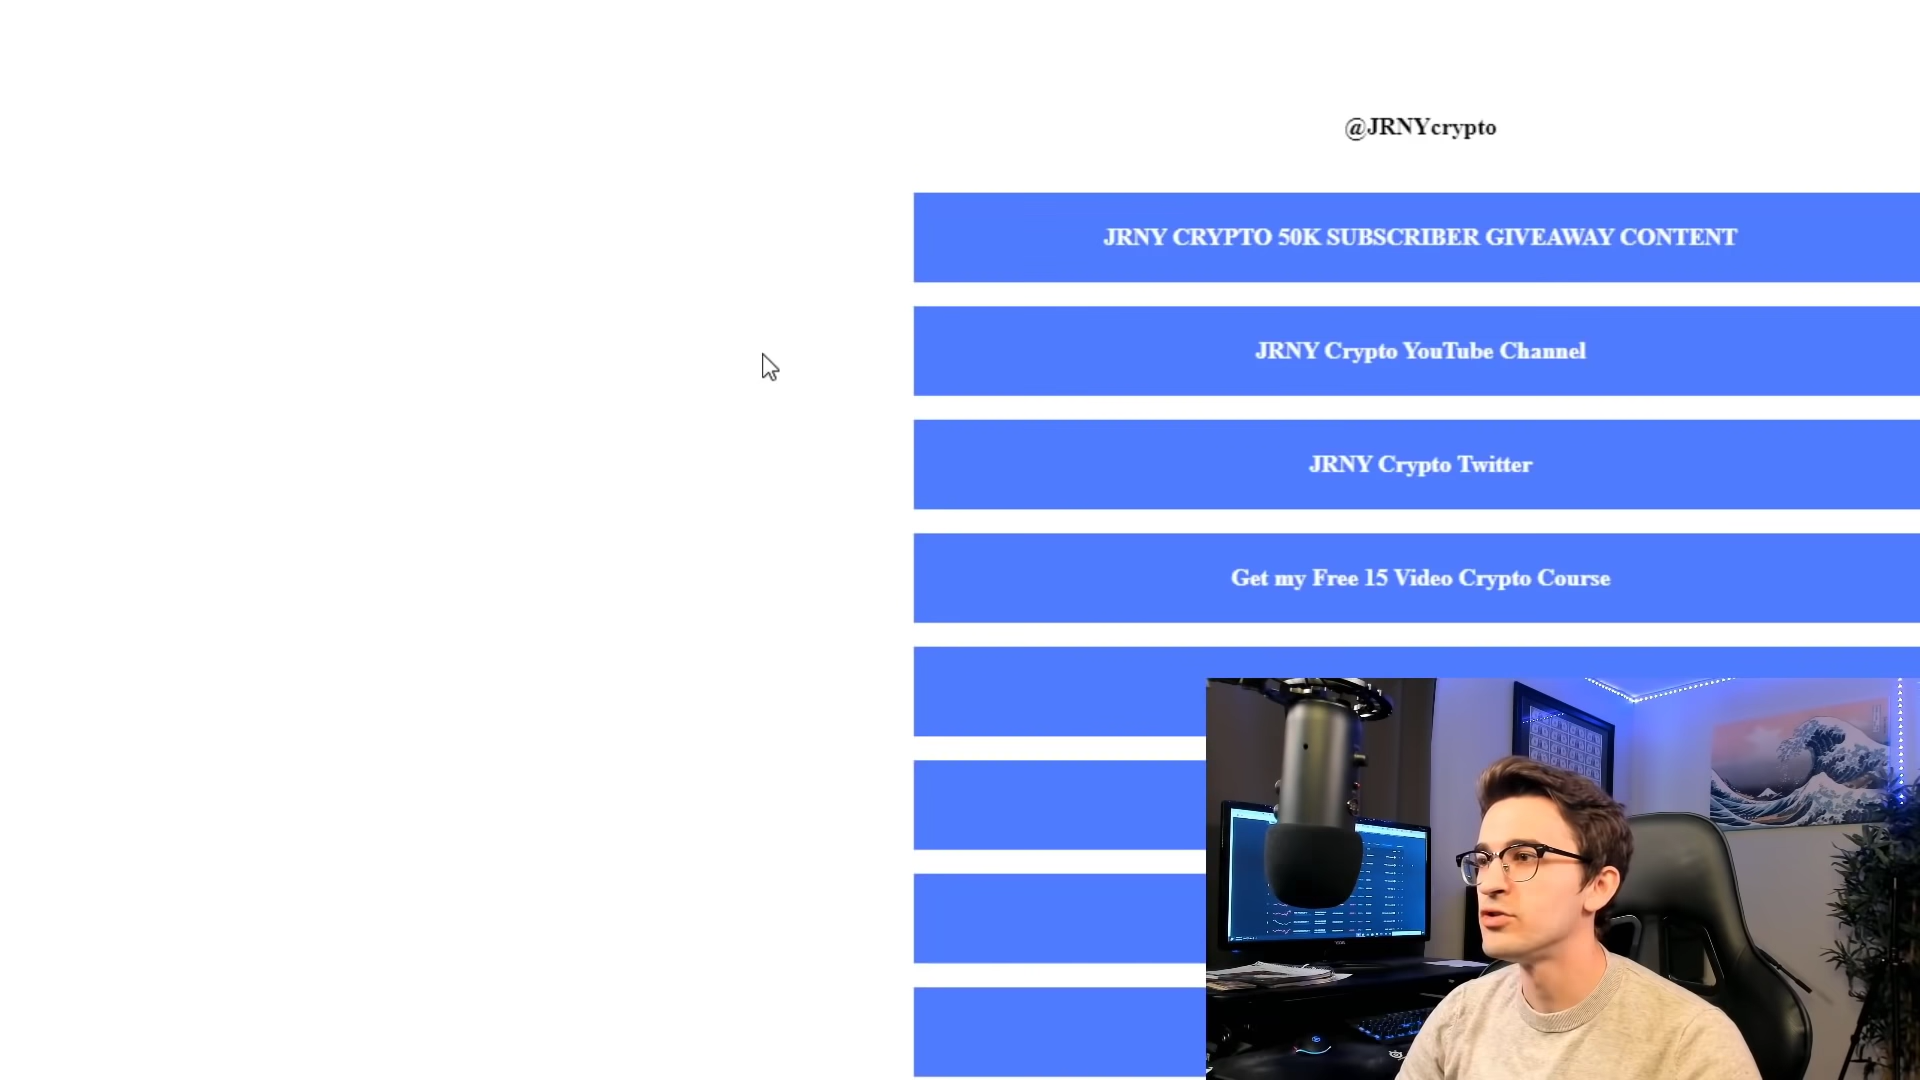 @JRNYcrypto
JRNY CRYPTO 50K SUBSCRIBER GIVEAWAY CONTENT
JRNY Crypto YouTube Channel
JRNY Crypto Twitter
Get my Free 15 Video Crypto Course